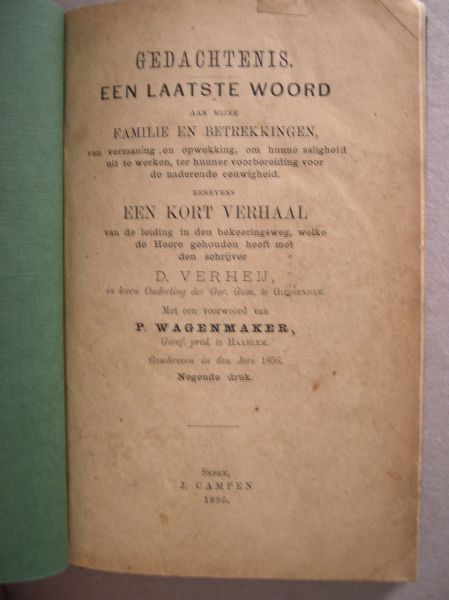 GEDACHTENIS.
EEN LAATSTE WOORD
AAN MIJNE
FAMILIE EN BETREKKINGEN,
van vermaning en opwekking, om hunne zaligheid
uit te werken, ter hunner voorbereiding voor
de naderende eeuwigheid.
BENEVENS
EEN KORT VERHAAL
van de leiding in den bekeeringsweg, welke
de Heere gehouden heeft met
den schrijver
D. VERHEIJ,
in leven Ouderling der Ger. Gem. te GIESSENDAM.
Met een voorwoord van
P. WAGENMAKER,
Geref. pred. te HAARLEM.
Geschreven in den Jare 1858.
Negende druk.
SNEEK,
J. CAMPEN
1896.